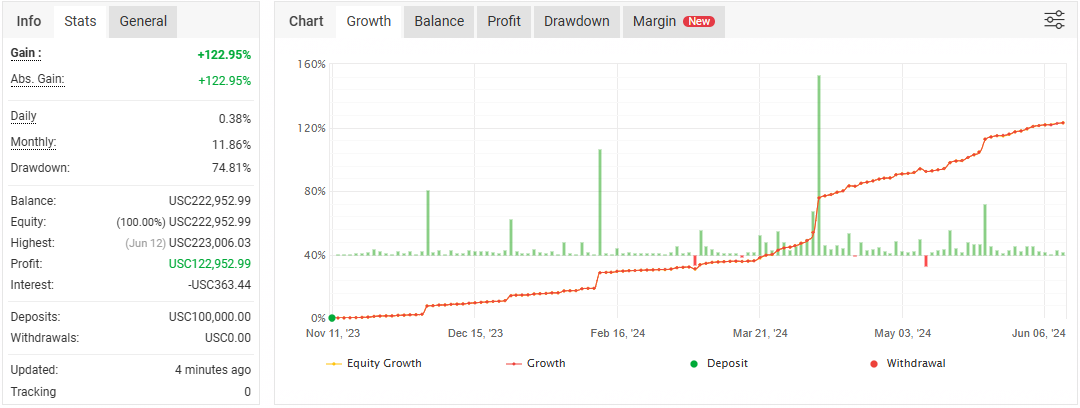 Info Stats General
Gain : +122.95%
Abs. Gain: +122.95%
Daily 0.38%
Monthly: 11.86%
Drawdown: 74.81%
Balance: USC222,952.99
Equity: (100.00%) USC222,952.99
Highest: (Jun 12) USC223,006.03
Profit: USC122,952.99
Interest: -USC363.44
Deposits: USC100,000.00
Withdrawals: USC0.00
Updated: 4 minutes ago
Tracking 0
Chart Growth Balance Profit Drawdown Margin New
160%
120%
80%
40%
0%
Nov 11, '23 Dec 15, '23 Feb 16, '24 Mar 21, '24 May 03, '24 Jun 06, '24
Equity Growth Growth Deposit Withdrawal